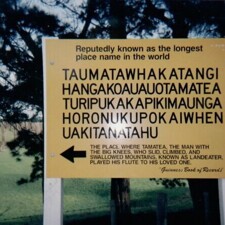 Reputedly known as the longest
place name in the world
TAUMATAWHAKATANGI
HANGAKOAUAUOTAMATEA
TURIPUKAKAPIKIMAUNGA
HORONUKUPOKAIWHEN
UAKITANATAHU
THE PLACE WHERE TAMATEA, THE MAN WITH
THE BIG KNEES, WHO SLID, CLIMBED, AND
SWALLOWED MOUNTAINS, KNOWN AS LANDEATER,
PLAYED HIS FLUTE TO HIS LOVED ONE.
(Guinness Book of Records)